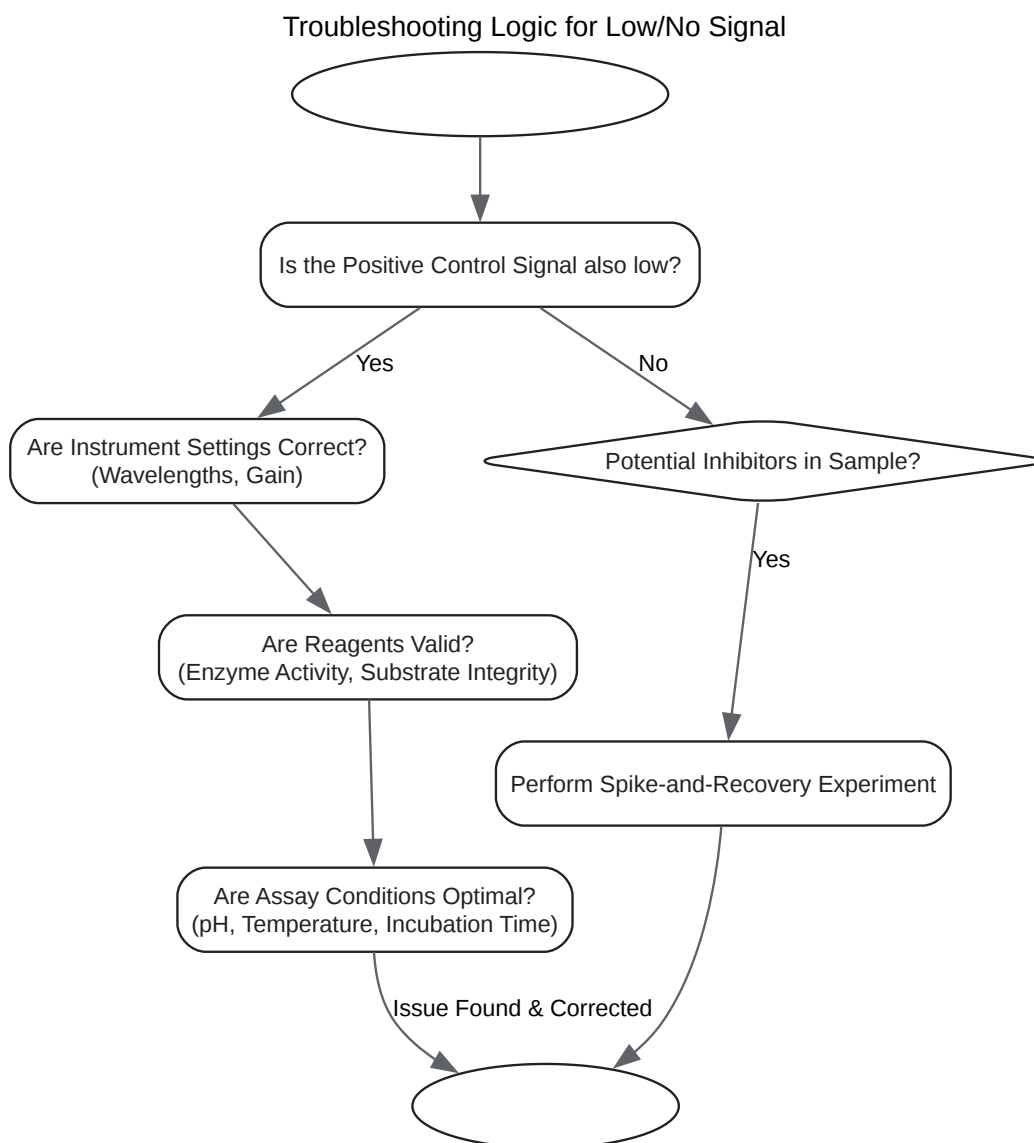 Troubleshooting Logic for Low/No Signal
Is the Positive Control Signal also low?
Yes
No
Are Instrument Settings Correct?
(Wavelengths, Gain)
Potential Inhibitors in Sample?
Yes
Are Reagents Valid?
(Enzyme Activity, Substrate Integrity)
Perform Spike-and-Recovery Experiment
Are Assay Conditions Optimal?
(pH, Temperature, Incubation Time)
Issue Found & Corrected